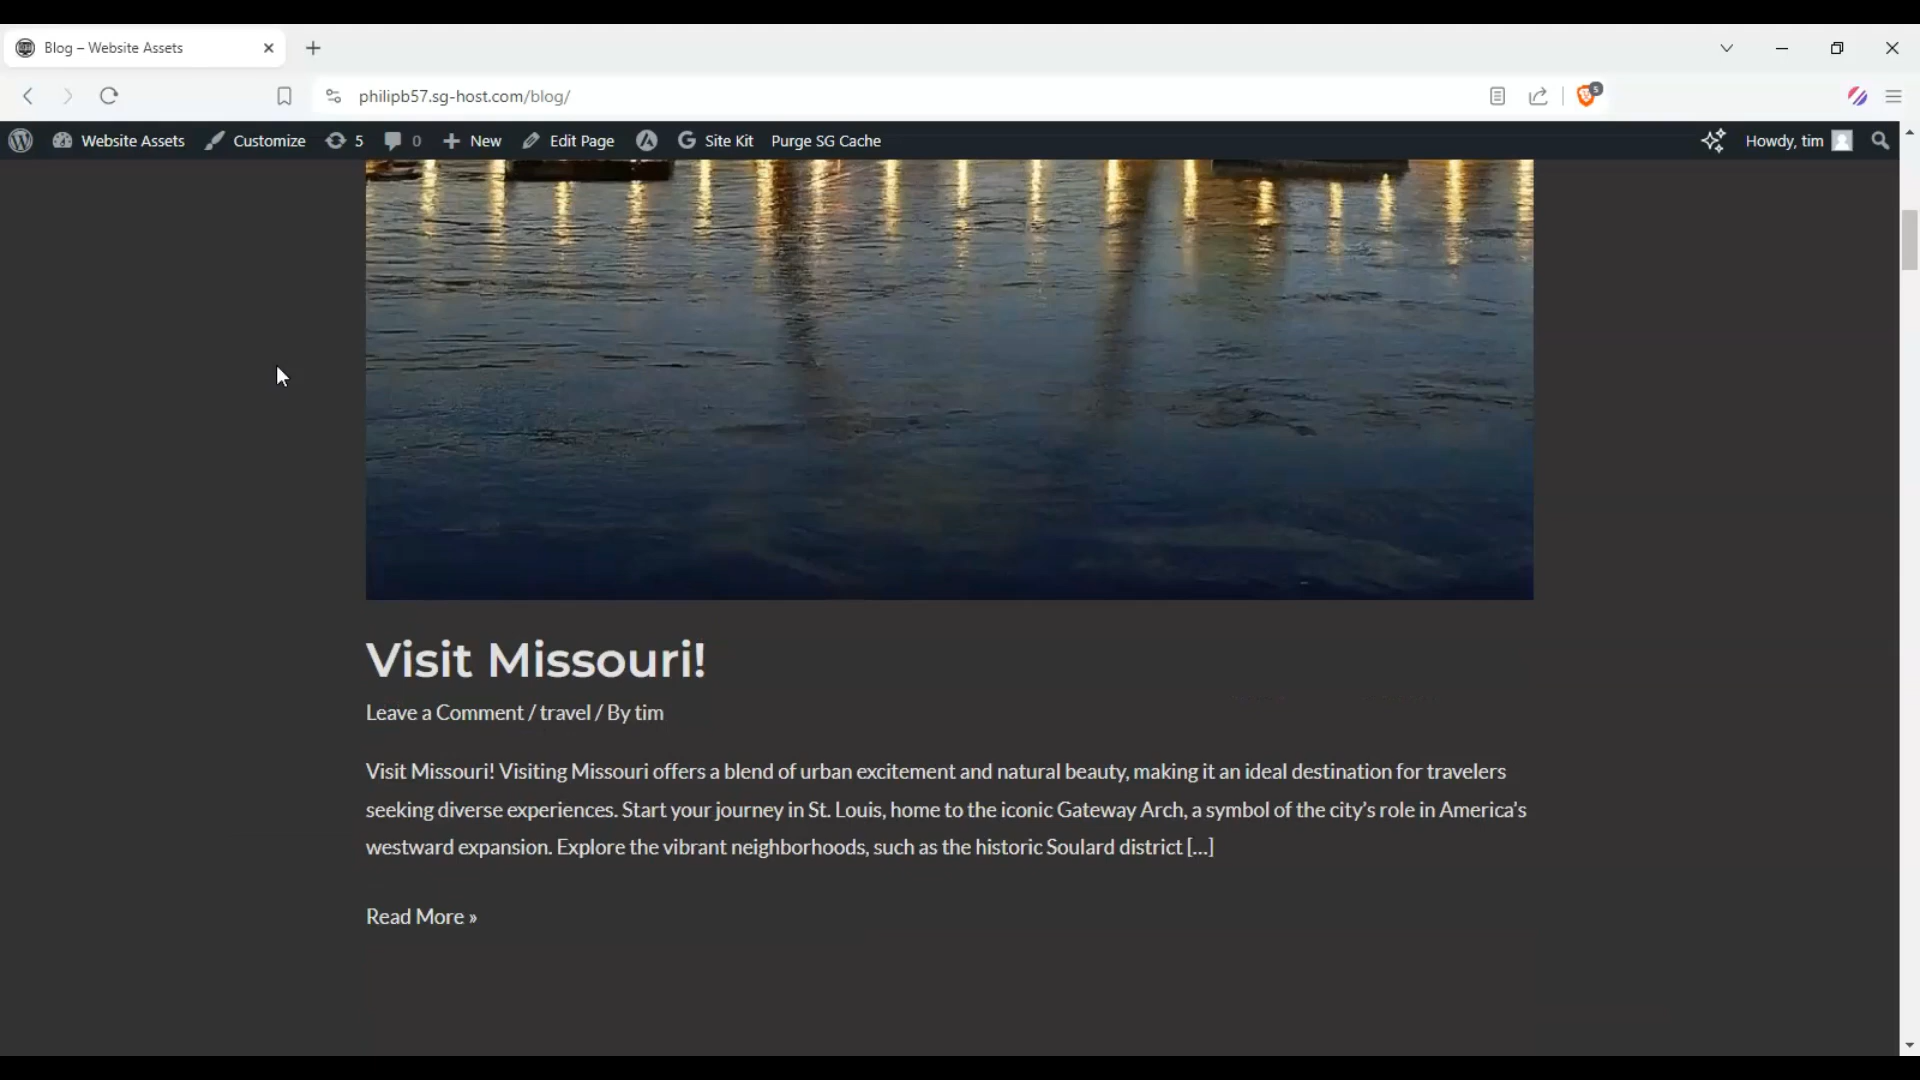 Blog – Website Assets
philipb57.sg-host.com/blog/
5
Website Assets Customize 5 0 New Edit Page Site Kit Purge SG Cache Howdy, tim
Visit Missouri!
Leave a Comment / travel / By tim
Visit Missouri! Visiting Missouri offers a blend of urban excitement and natural beauty, making it an ideal destination for travelers
seeking diverse experiences. Start your journey in St. Louis, home to the iconic Gateway Arch, a symbol of the city's role in America's
westward expansion. Explore the vibrant neighborhoods, such as the historic Soulard district [...]
Read More »